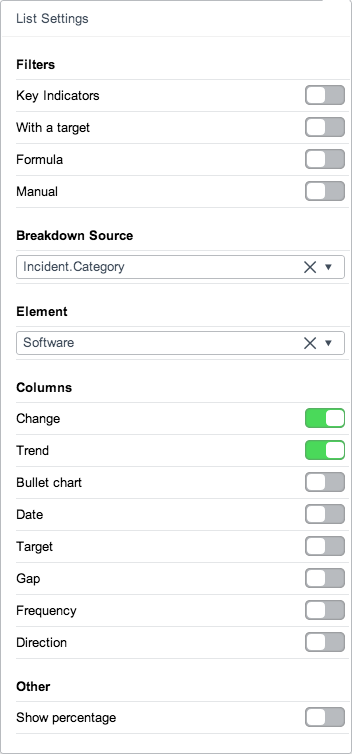 List Settings
Filters
Key Indicators
With a target
Formula
Manual
Breakdown Source
Incident.Category
Element
Software
Columns
Change
Trend
Bullet chart
Date
Target
Gap
Frequency
Direction
Other
Show percentage